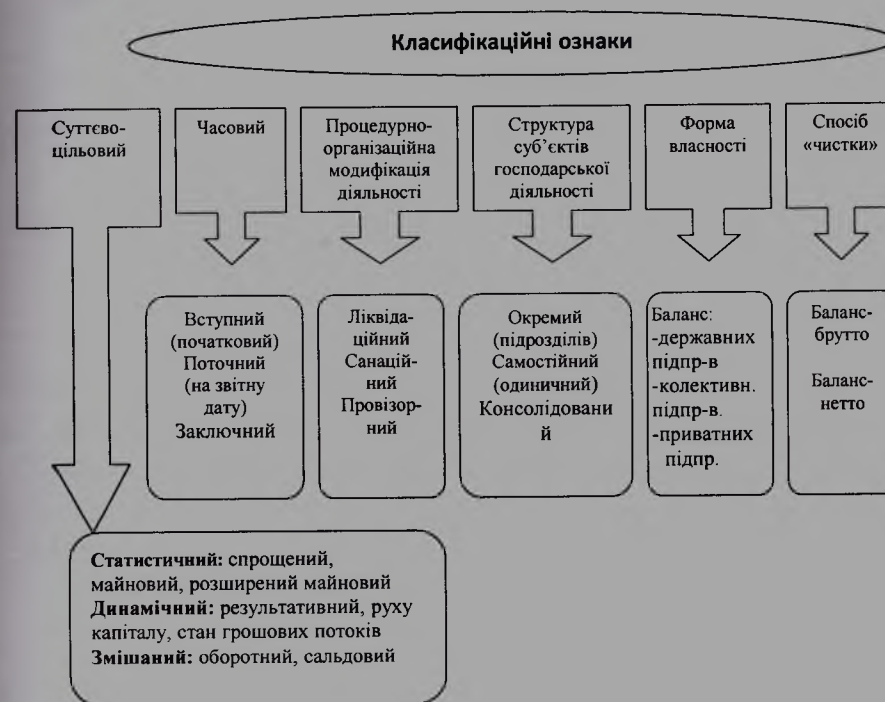 Класифікаційні ознаки
Суттєво-
цільовий
Часовий
Процедурно-
організаційна
модифікація
діяльності
Структура
суб’єктів
господарської
діяльності
Форма
власності
Спосіб
«чистки»
Вступний
(початковий)
Поточний
(на звітну
дату)
Заключний
Ліквіда-
ційний
Санацій-
ний
Провізор-
ний
Окремий
(підрозділів)
Самостійний
(одиничний)
Консолідовани
й
Баланс:
-державних
підпр-в
-колективн.
підпр-в.
-приватних
підпр.
Баланс-
брутто
Баланс-
нетто
Статистичний: спрощений,
майновий, розширений майновий
Динамічний: результативний, руху
капіталу, стан грошових потоків
Змішаний: оборотний, сальдовий